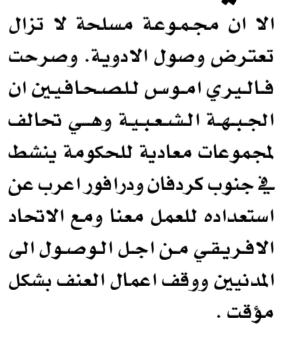 الا ان مجموعة مسلحة لا تزال
تعترض وصول الادوية. وصرحت
فاليري اموس للصحافيين ان
الجبهة الشعبية وهي تحالف
لمجموعات معادية للحكومة ينشط
في جنوب كردفان ودرافور اعرب عن
استعداده للعمل معنا ومع الاتحاد
الافريقي من اجل الوصول الى
المدنيين ووقف اعمال العنف بشكل
مؤقت .